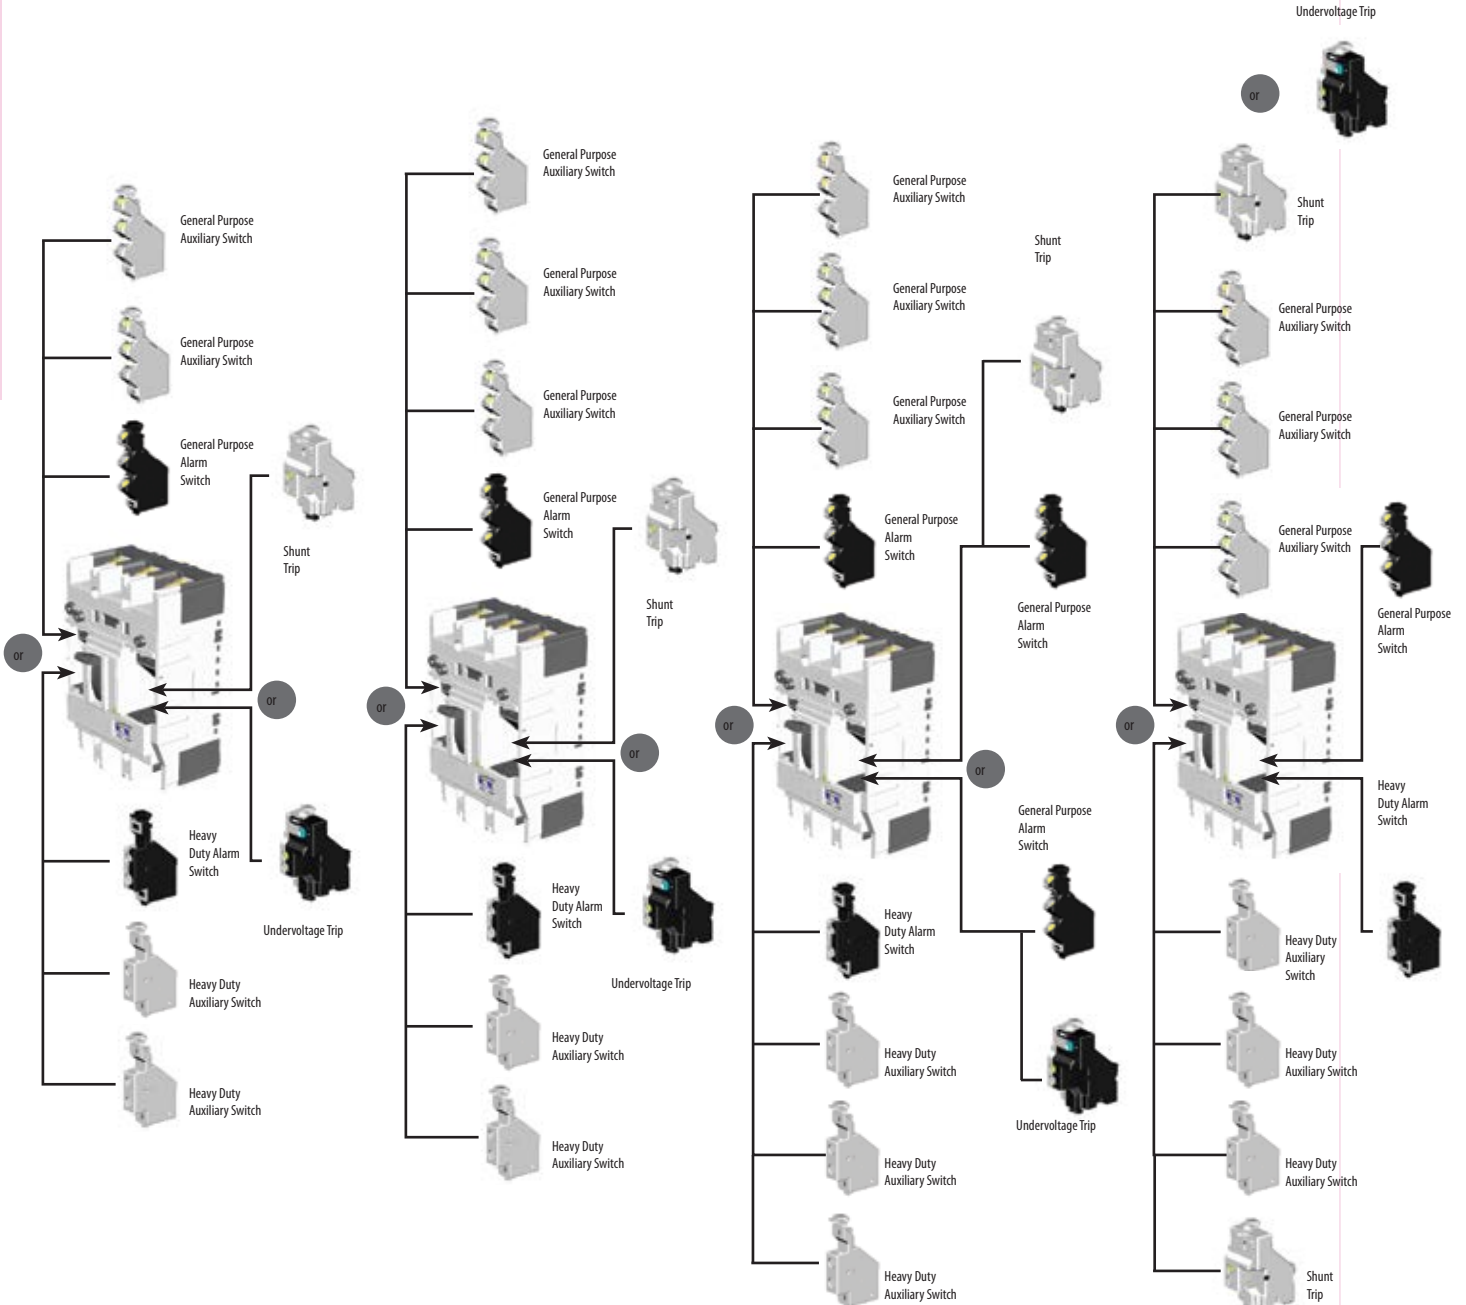 General Purpose
Auxiliary Switch
General Purpose
Auxiliary Switch
General Purpose
Alarm
Switch
Shunt
Trip
or
or
Heavy
Duty Alarm
Switch
Undervoltage Trip
Heavy Duty
Auxiliary Switch
Heavy Duty
Auxiliary Switch
General Purpose
Auxiliary Switch
General Purpose
Auxiliary Switch
General Purpose
Auxiliary Switch
General Purpose
Alarm
Switch
Shunt
Trip
or
or
Heavy
Duty Alarm
Switch
Undervoltage Trip
Heavy Duty
Auxiliary Switch
Heavy Duty
Auxiliary Switch
General Purpose
Auxiliary Switch
Shunt
Trip
General Purpose
Auxiliary Switch
General Purpose
Auxiliary Switch
General Purpose
Alarm
Switch
General Purpose
Alarm
Switch
or
or
General Purpose
Alarm
Switch
Heavy
Duty Alarm
Switch
Heavy Duty
Auxiliary Switch
Undervoltage Trip
Heavy Duty
Auxiliary Switch
Heavy Duty
Auxiliary Switch
Undervoltage Trip
or
Shunt
Trip
General Purpose
Auxiliary Switch
General Purpose
Auxiliary Switch
General Purpose
Auxiliary Switch
General Purpose
Alarm
Switch
or
Heavy
Duty Alarm
Switch
Heavy Duty
Auxiliary
Switch
Heavy Duty
Auxiliary Switch
Heavy Duty
Auxiliary Switch
Shunt
Trip